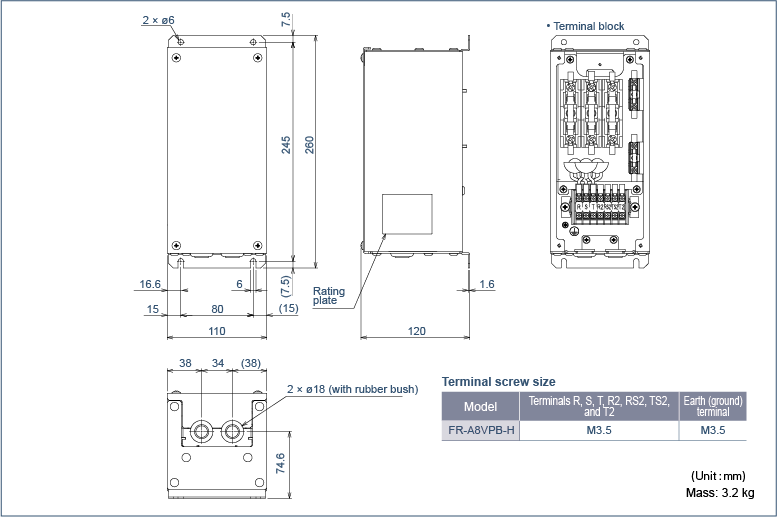 2 × ø6
7.5
245
260
16.6
6
(7.5)
15
80
(15)
110
Rating
plate
1.6
120
• Terminal block
R S T R2 RS2 TS2 T2
38
34
(38)
2 × ø18 (with rubber bush)
74.6
Terminal screw size
Model
Terminals R, S, T, R2, RS2, TS2,
and T2
Earth (ground)
terminal
FR-A8VPB-H
M3.5
M3.5
(Unit : mm)
Mass: 3.2 kg